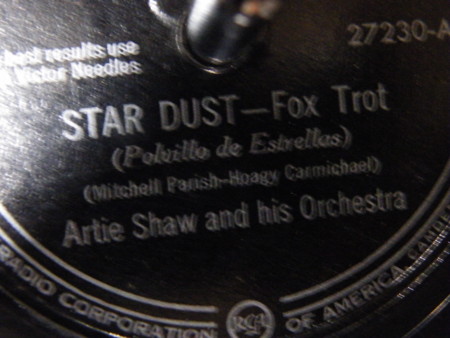 27230-A
best results use
Victor Needles
STAR DUST—Fox Trot
(Polvillo de Estrellas)
(Mitchell Parish-Hoagy Carmichael)
Artie Shaw and his Orchestra
RADIO CORPORATION RCA OF AMERICA, CAMDEN